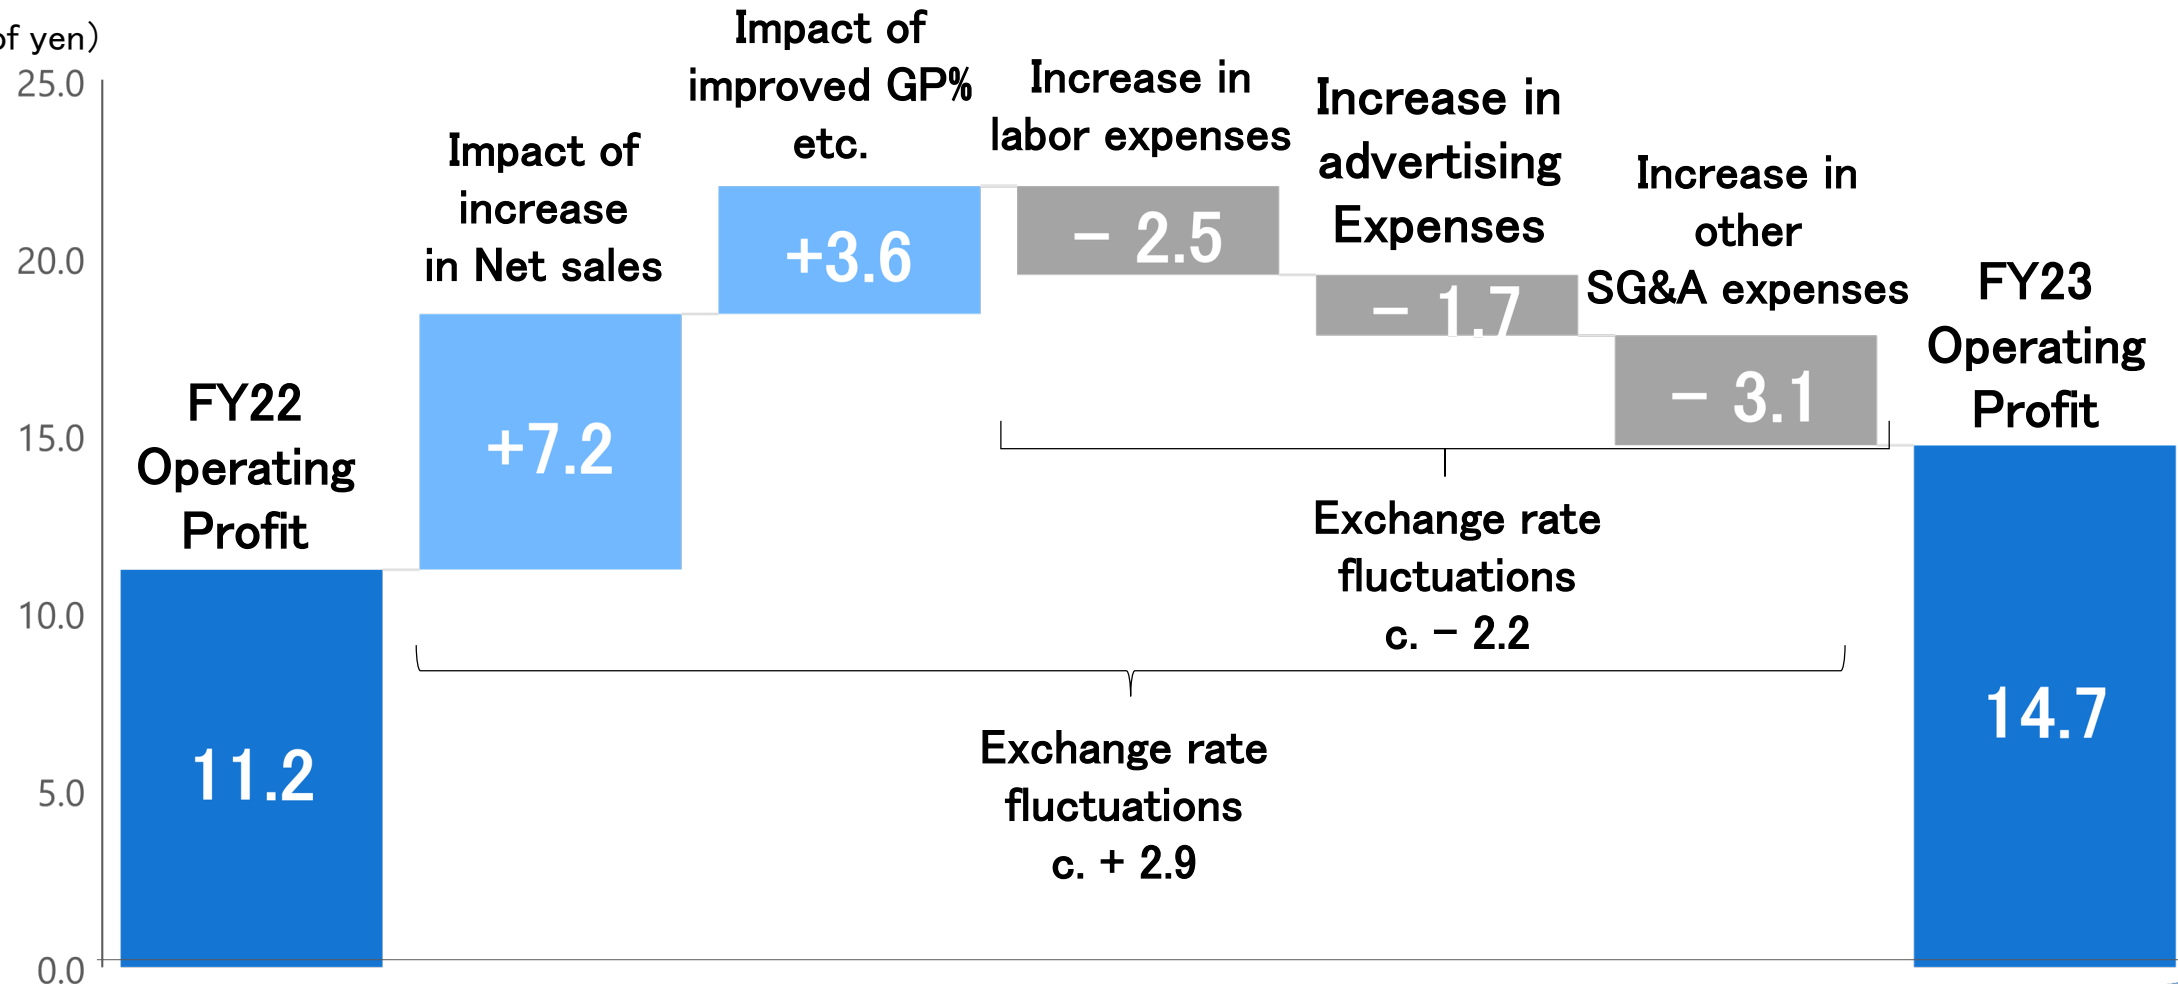 of yen)
25.0
20.0
15.0
10.0
5.0
0.0
FY22
Operating
Profit
11.2
Impact of
increase
in Net sales
+7.2
Impact of
improved GP%
etc.
+3.6
Increase in
labor expenses
− 2.5
Increase in
advertising
Expenses
− 1.7
Increase in
other
SG&A expenses
− 3.1
FY23
Operating
Profit
14.7
Exchange rate
fluctuations
c. − 2.2
Exchange rate
fluctuations
c. + 2.9